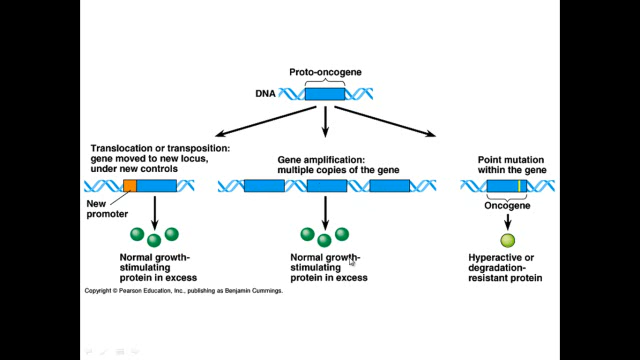 Proto-oncogene
DNA
Translocation or transposition:
gene moved to new locus,
under new controls
Gene amplification:
multiple copies of the gene
Point mutation
within the gene
New
promoter
Oncogene
Normal growth-
stimulating
protein in excess
Normal growth-
stimulating
protein in excess
Hyperactive or
degradation-
resistant protein
Copyright © Pearson Education, Inc., publishing as Benjamin Cummings.